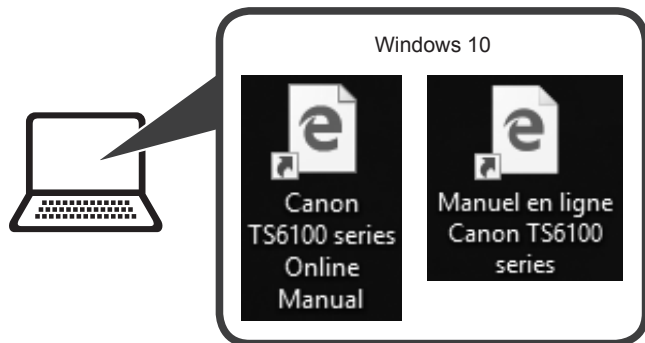 Windows 10
Canon
TS6100 series
Online
Manual
Manuel en ligne
Canon TS6100
series